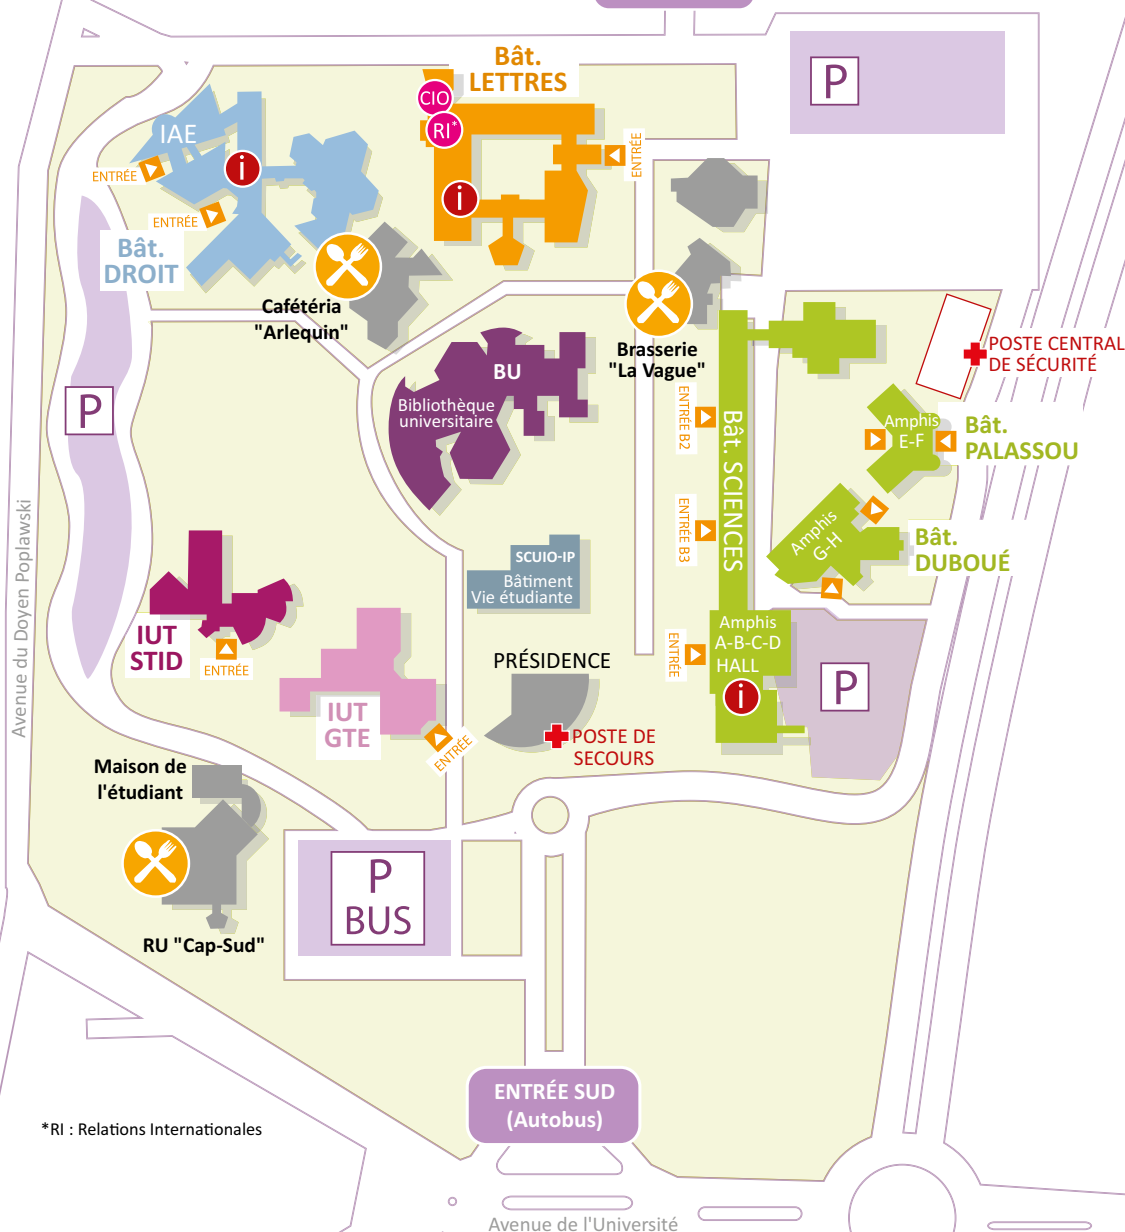 Bât.
LETTRES
P
CIO
RI*
IAE
ENTRÉE
i
ENTRÉE
ENTRÉE
i
Bât.
DROIT
Cafétéria
"Arlequin"
Brasserie
"La Vague"
POSTE CENTRAL
DE SÉCURITÉ
BU
Bibliothèque
universitaire
P
ENTRÉE B2
Bât. SCIENCES
Amphis
E-F
Bât.
PALASSOU
Avenue du Doyen Poplawski
ENTRÉE B3
Amphis
G-H
Bât.
DUBOUÉ
SCUIO-IP
Bâtiment
Vie étudiante
IUT
STID
ENTRÉE
PRÉSIDENCE
ENTRÉE
Amphis
A-B-C-D
HALL
i
P
IUT
GTE
ENTRÉE
POSTE DE
SECOURS
Maison de
l'étudiant
P
BUS
RU "Cap-Sud"
ENTRÉE SUD
(Autobus)
*RI : Relations Internationales
Avenue de l'Université